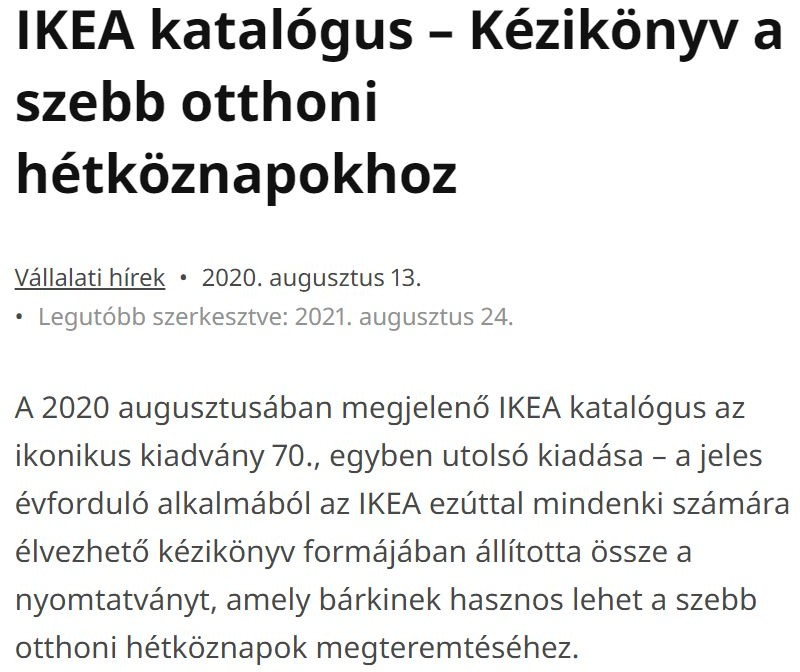 IKEA katalógus – Kézikönyv a
szebb otthoni
hétköznapokhoz
Vállalati hírek • 2020. augusztus 13.
• Legutóbb szerkesztve: 2021. augusztus 24.
A 2020 augusztusában megjelenő IKEA katalógus az
ikonikus kiadvány 70., egyben utolsó kiadása – a jeles
évforduló alkalmából az IKEA ezúttal mindenki számára
élvezhető kézikönyv formájában állította össze a
nyomtatványt, amely bárkinek hasznos lehet a szebb
otthoni hétköznapok megteremtéséhez.